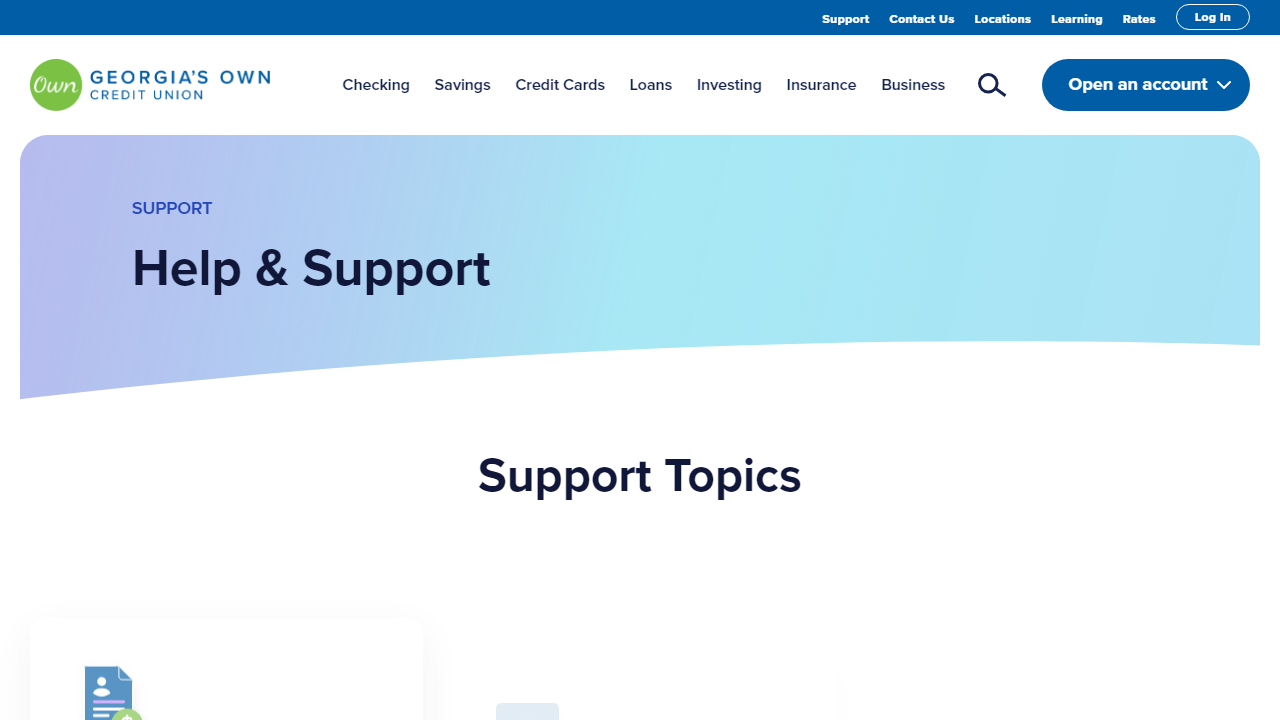 Support Contact Us Locations Learning Rates Log In
Own GEORGIA'S OWN
CREDIT UNION
Checking Savings Credit Cards Loans Investing Insurance Business Open an account
SUPPORT
Help & Support
Support Topics